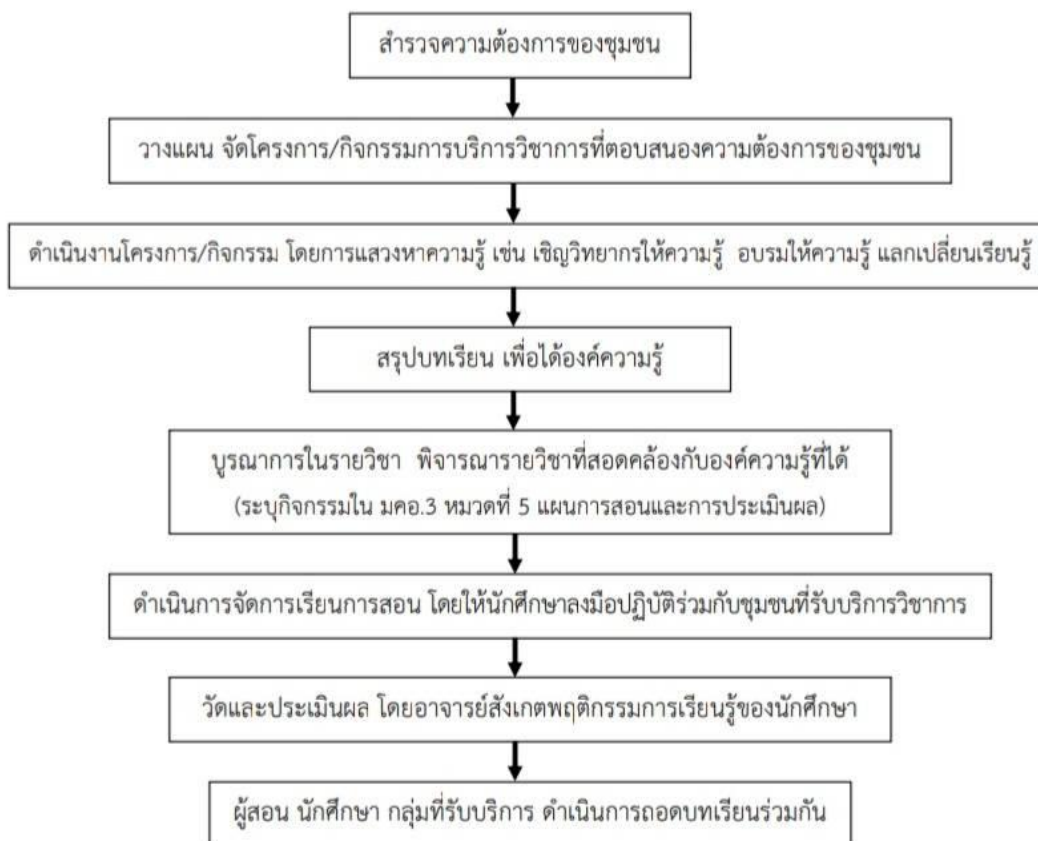 สำรวจความต้องการของชุมชน
วางแผน จัดโครงการ/กิจกรรมการบริการวิชาการที่ตอบสนองความต้องการของชุมชน
ดำเนินงานโครงการ/กิจกรรม โดยการแสวงหาความรู้ เช่น เชิญวิทยากรให้ความรู้ อบรมให้ความรู้ แลกเปลี่ยนเรียนรู้
สรุปบทเรียน เพื่อได้องค์ความรู้
บูรณาการในรายวิชา พิจารณารายวิชาที่สอดคล้องกับองค์ความรู้ที่ได้
(ระบุกิจกรรมใน มคอ.3 หมวดที่ 5 แผนการสอนและการประเมินผล)
ดำเนินการจัดการเรียนการสอน โดยให้นักศึกษาลงมือปฏิบัติร่วมกับชุมชนที่รับบริการวิชาการ
วัดและประเมินผล โดยอาจารย์สังเกตพฤติกรรมการเรียนรู้ของนักศึกษา
ผู้สอน นักศึกษา กลุ่มที่รับบริการ ดำเนินการถอดบทเรียนร่วมกัน